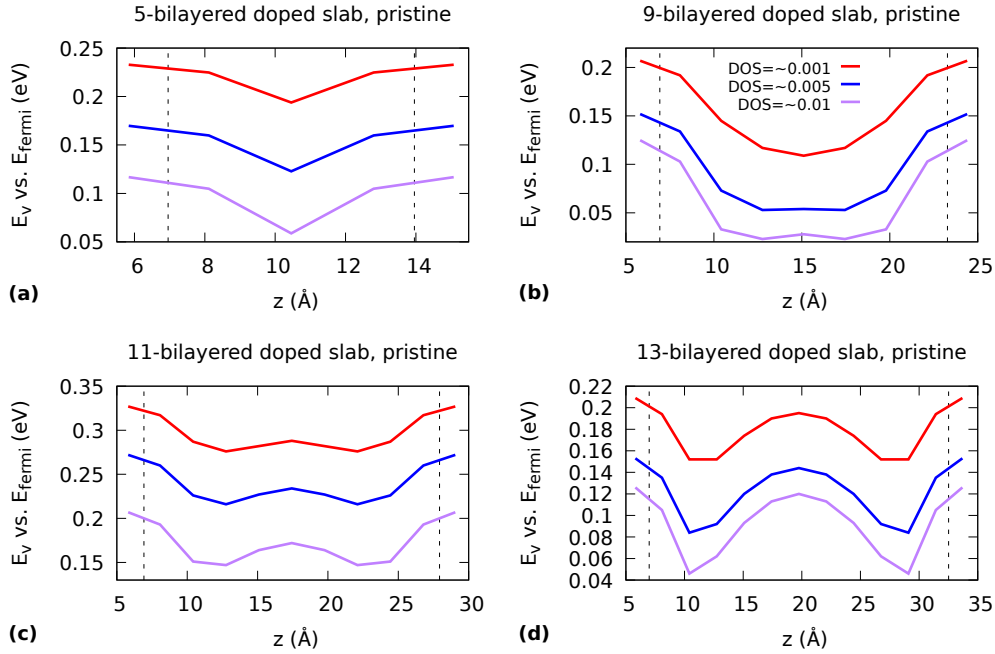 5-bilayered doped slab, pristine
E_v vs. E_fermi (eV)
0.25
0.2
0.15
0.1
0.05
6 8 10 12 14
z (Å)
(a)
9-bilayered doped slab, pristine
E_v vs. E_fermi (eV)
DOS=~0.001
DOS=~0.005
DOS=~0.01
0.2
0.15
0.1
0.05
5 10 15 20 25
z (Å)
(b)
11-bilayered doped slab, pristine
E_v vs. E_fermi (eV)
0.35
0.3
0.25
0.2
0.15
5 10 15 20 25 30
z (Å)
(c)
13-bilayered doped slab, pristine
E_v vs. E_fermi (eV)
0.22
0.2
0.18
0.16
0.14
0.12
0.1
0.08
0.06
0.04
5 10 15 20 25 30 35
z (Å)
(d)